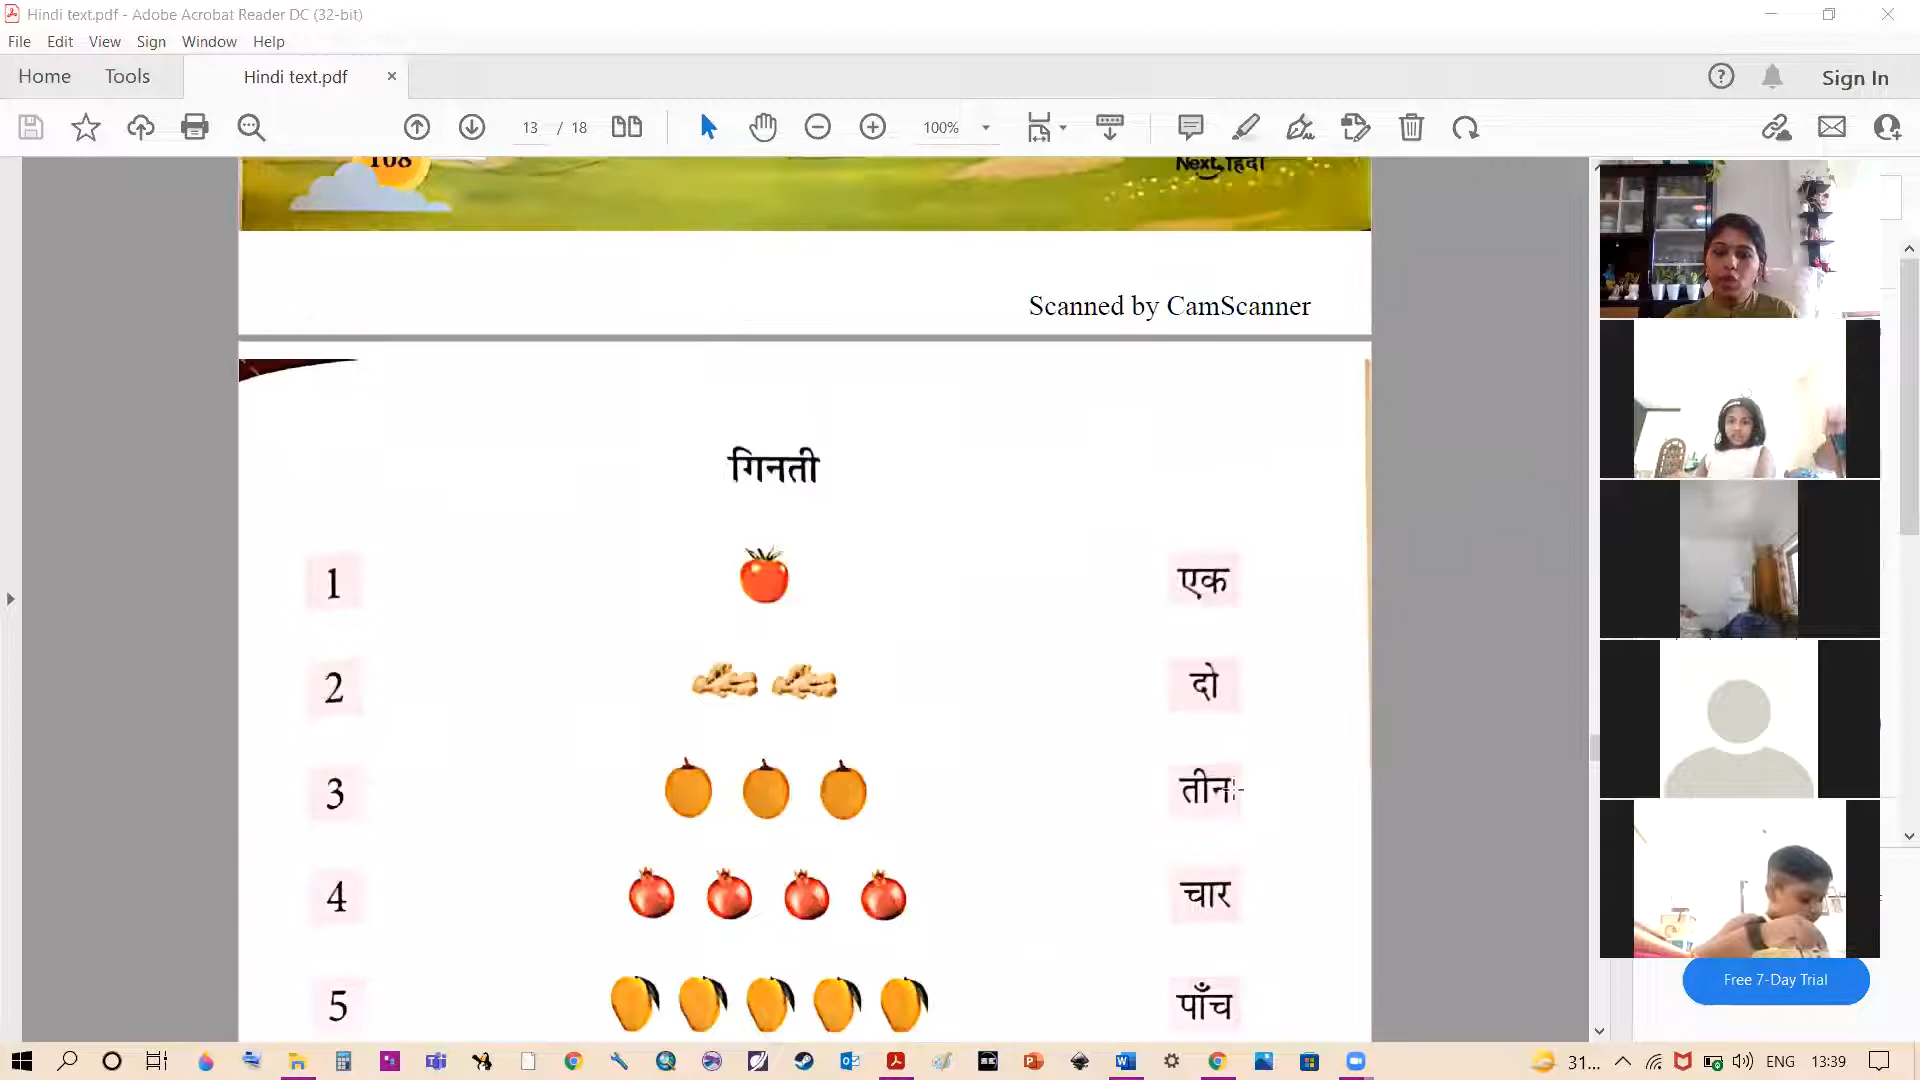 Hindi text.pdf - Adobe Acrobat Reader DC (32-bit)
File Edit View Sign Window Help
Home Tools Hindi text.pdf × Sign In
13 / 18 100%
108 Next हिंदी
Scanned by CamScanner
गिनती
1 एक
2 दो
3 तीन
4 चार
5 पाँच
Free 7-Day Trial
31... ENG 13:39